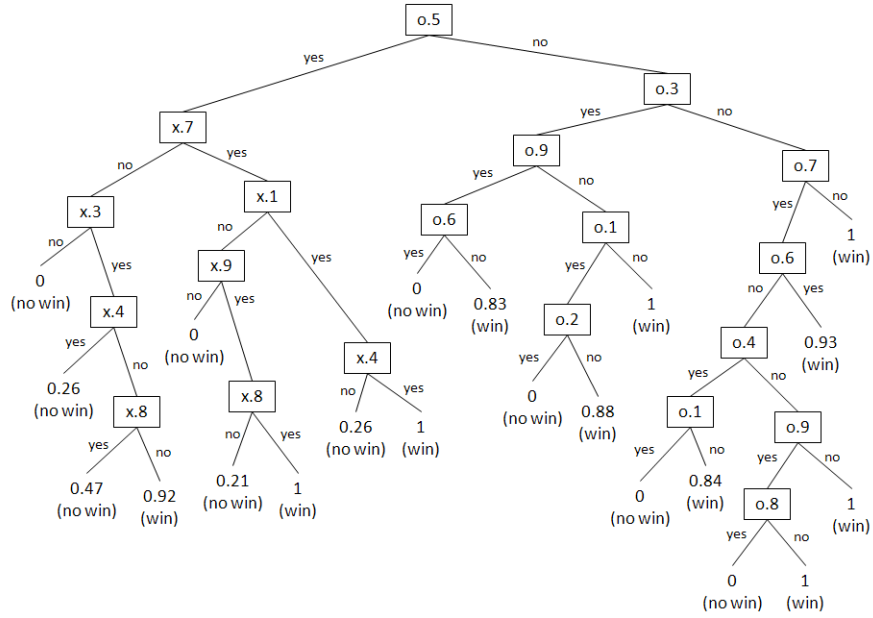 o.5
yes
no
o.3
x.7
yes
no
no
yes
o.9
o.7
yes
no
yes
no
x.3
x.1
o.6
o.1
1
(win)
no
yes
no
yes
yes
no
yes
no
x.9
o.6
0
(no win)
no
yes
0
(no win)
0.83
(win)
1
(win)
no
yes
x.4
0
(no win)
o.2
o.4
0.93
(win)
yes
no
x.4
yes
no
yes
no
0.26
(no win)
x.8
x.8
no
yes
0
(no win)
0.88
(win)
o.1
o.9
yes
no
no
yes
0.26
(no win)
1
(win)
yes
no
yes
no
0.47
(no win)
0.92
(win)
0.21
(no win)
1
(win)
0
(no win)
0.84
(win)
o.8
1
(win)
yes
no
0
(no win)
1
(win)